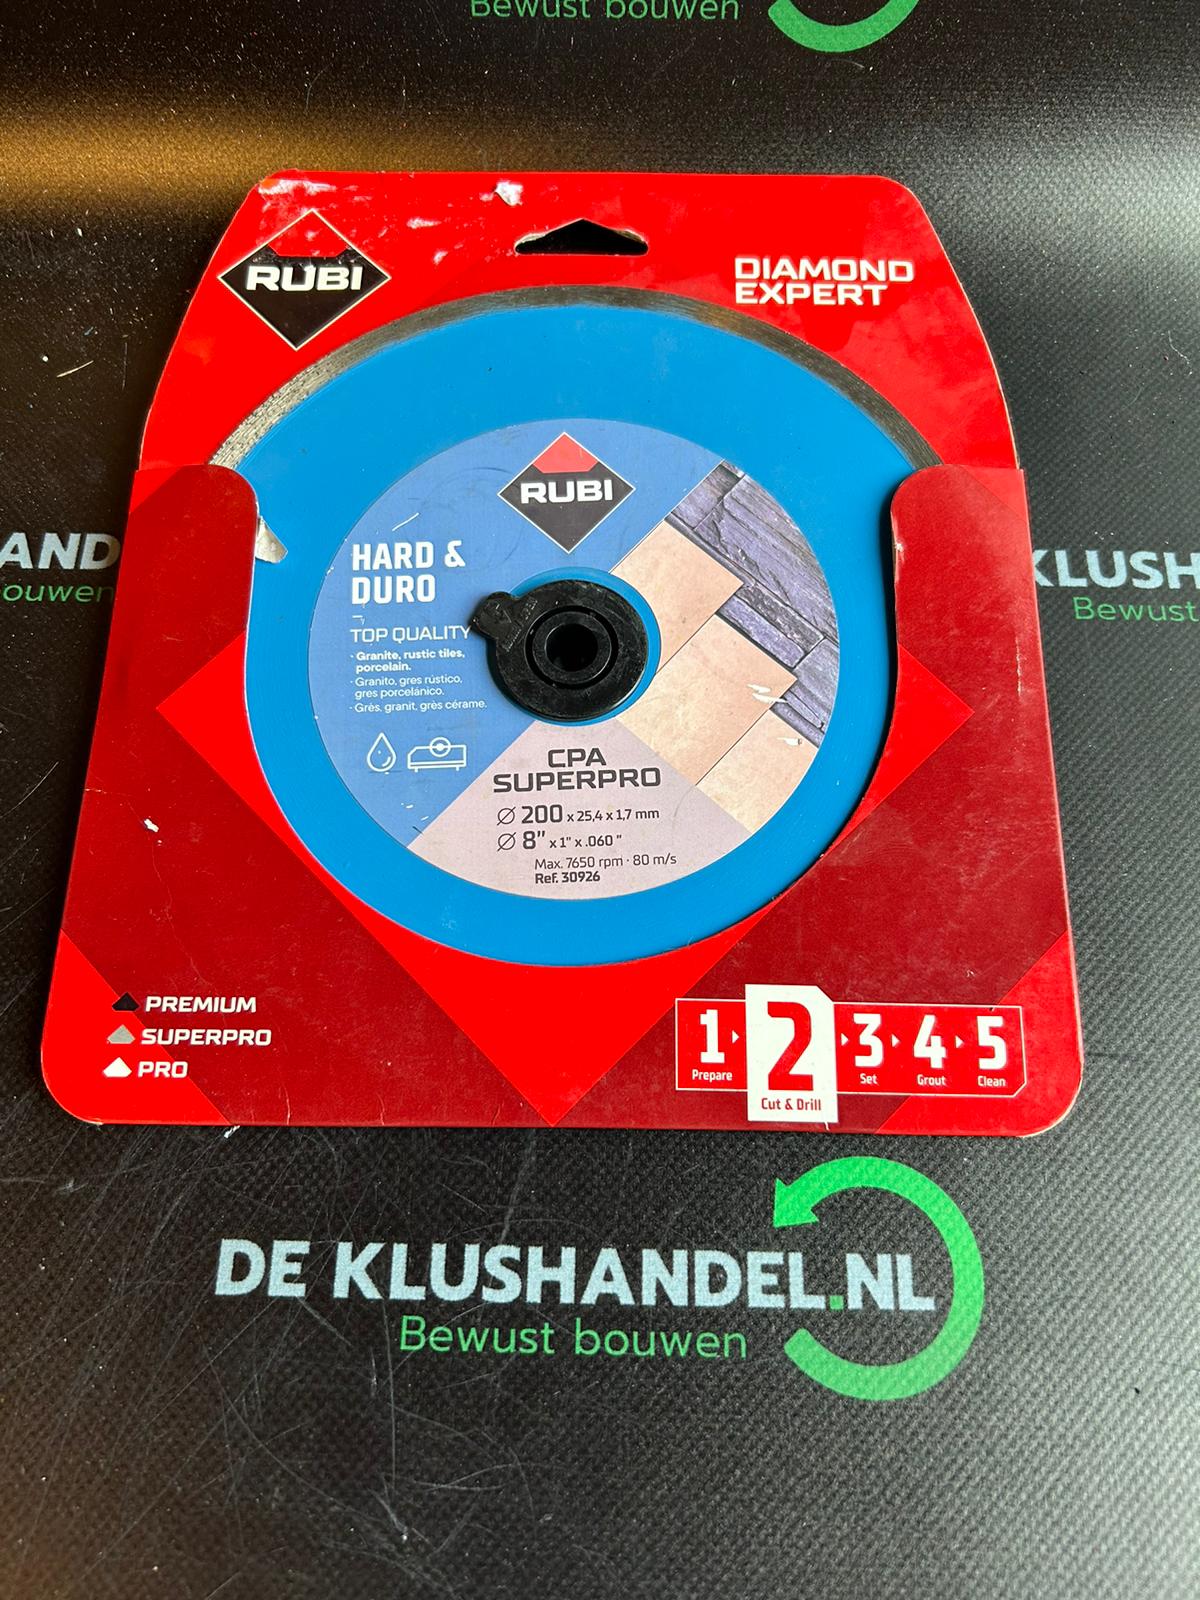 Bewust bouwen
RUBI
DIAMOND
EXPERT
RUBI
HARD &
DURO
TOP QUALITY
· Granite, rustic tiles,
porcelain.
· Granito, gres rústico,
gres porcelánico.
· Grès, granit, grès cérame.
CPA
SUPERPRO
Ø 200 x 25,4 x 1,7 mm
Ø 8" x 1" x .060 "
Max. 7650 rpm · 80 m/s
Ref. 30926
AND
ouwen
KLUSH
Bewust
PREMIUM
SUPERPRO
PRO
1 2 3 4 5
Prepare Cut & Drill Set Grout Clean
DE KLUSHANDEL.NL
Bewust bouwen